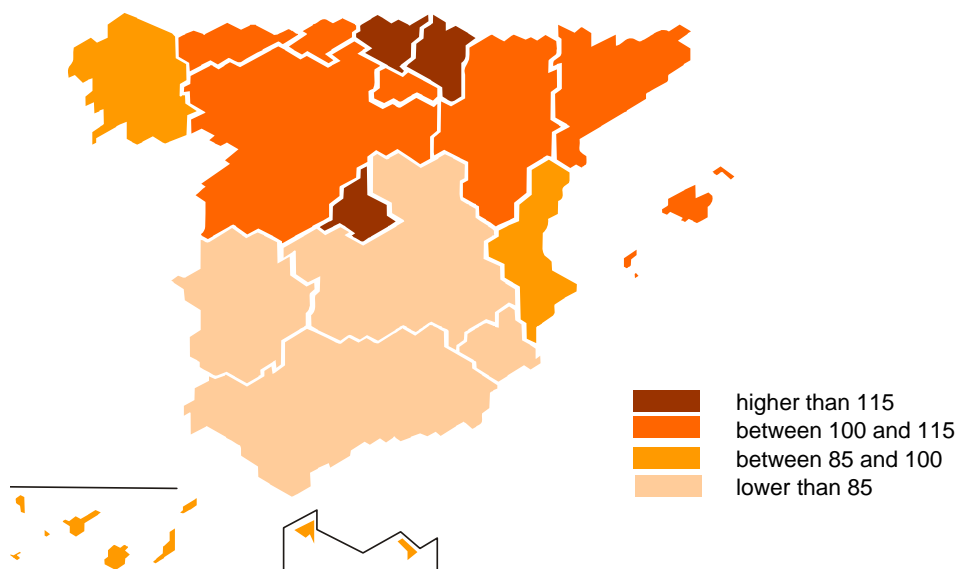 higher than 115
between 100 and 115
between 85 and 100
lower than 85